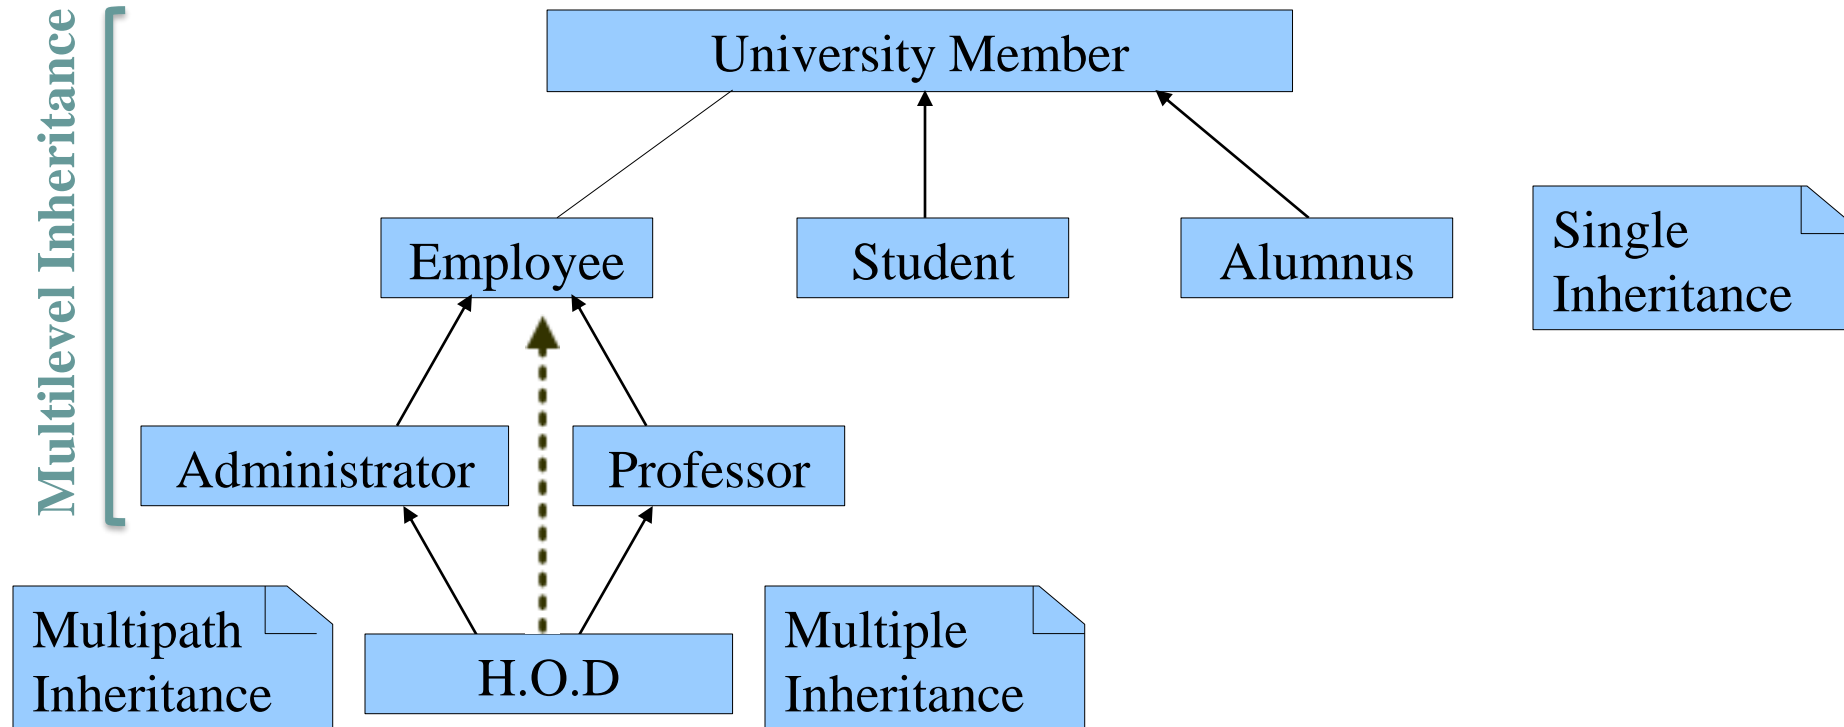 Multilevel Inheritance
University Member
Employee
Student
Alumnus
Single
Inheritance
Administrator
Professor
Multipath
Inheritance
H.O.D
Multiple
Inheritance